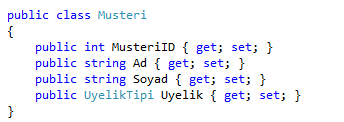 public class Musteri
{
    public int MusteriID { get; set; }
    public string Ad { get; set; }
    public string Soyad { get; set; }
    public UyelikTipi Uyelik { get; set; }
}